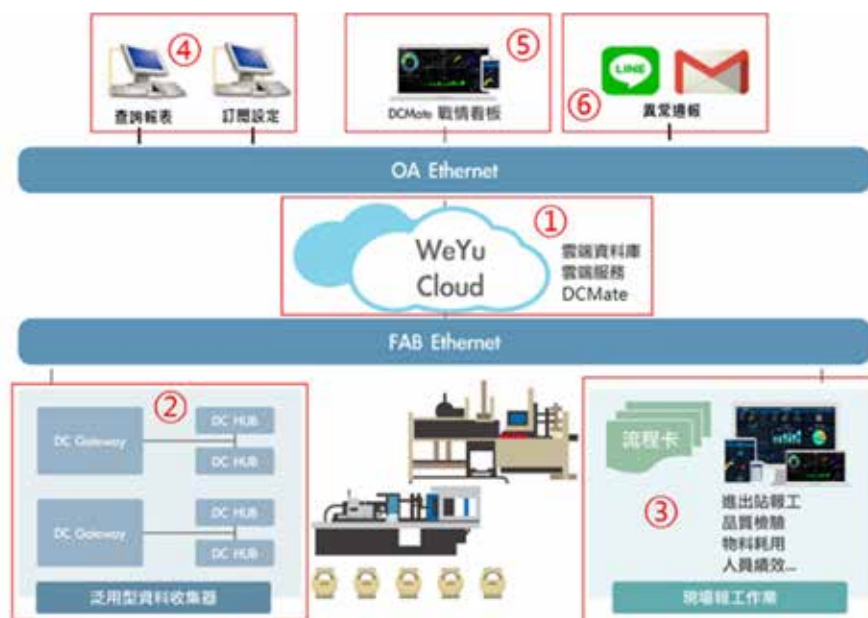 ④
⑤
⑥
LINE
查詢報表
訂閱設定
DCMate 戰情看板
異常通報
OA Ethernet
①
WeYu
Cloud
雲端資料庫
雲端服務
DCMate
FAB Ethernet
②
DC Gateway
DC HUB
DC HUB
DC Gateway
DC HUB
DC HUB
泛用型資料收集器
流程卡
③
進出站報工
品質檢驗
物料耗用
人員績效...
現場報工作業